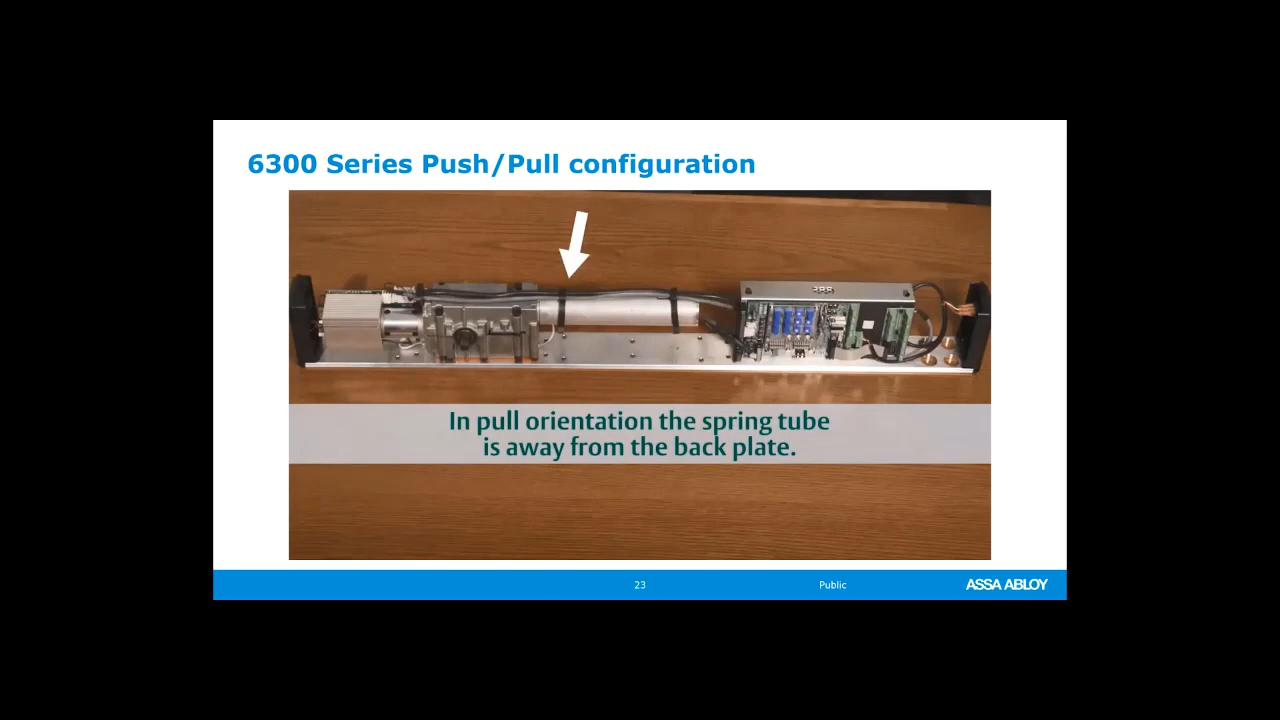 6300 Series Push/Pull configuration
In pull orientation the spring tube
is away from the back plate.
23
Public
ASSA ABLOY